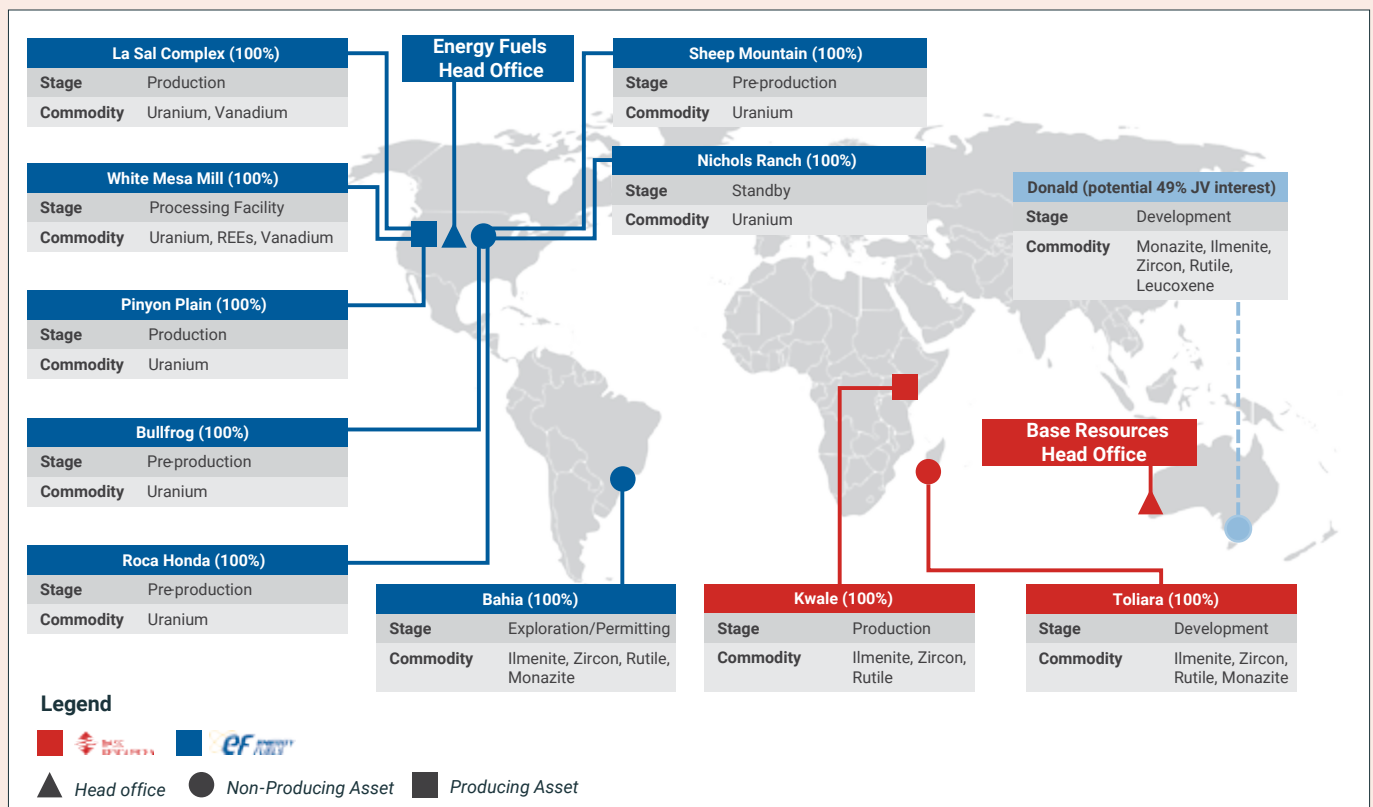 La Sal Complex (100%)
Stage Production
Commodity Uranium, Vanadium
Energy Fuels
Head Office
Sheep Mountain (100%)
Stage Pre-production
Commodity Uranium
White Mesa Mill (100%)
Stage Processing Facility
Commodity Uranium, REEs, Vanadium
Nichols Ranch (100%)
Stage Standby
Commodity Uranium
Donald (potential 49% JV interest)
Stage Development
Commodity Monazite, Ilmenite,
Zircon, Rutile,
Leucoxene
Pinyon Plain (100%)
Stage Production
Commodity Uranium
Bullfrog (100%)
Stage Pre-production
Commodity Uranium
Base Resources
Head Office
Roca Honda (100%)
Stage Pre-production
Commodity Uranium
Bahia (100%)
Stage Exploration/Permitting
Commodity Ilmenite, Zircon, Rutile,
Monazite
Kwale (100%)
Stage Production
Commodity Ilmenite, Zircon,
Rutile
Toliara (100%)
Stage Development
Commodity Ilmenite, Zircon,
Rutile, Monazite
Legend
eF
Head office Non-Producing Asset Producing Asset